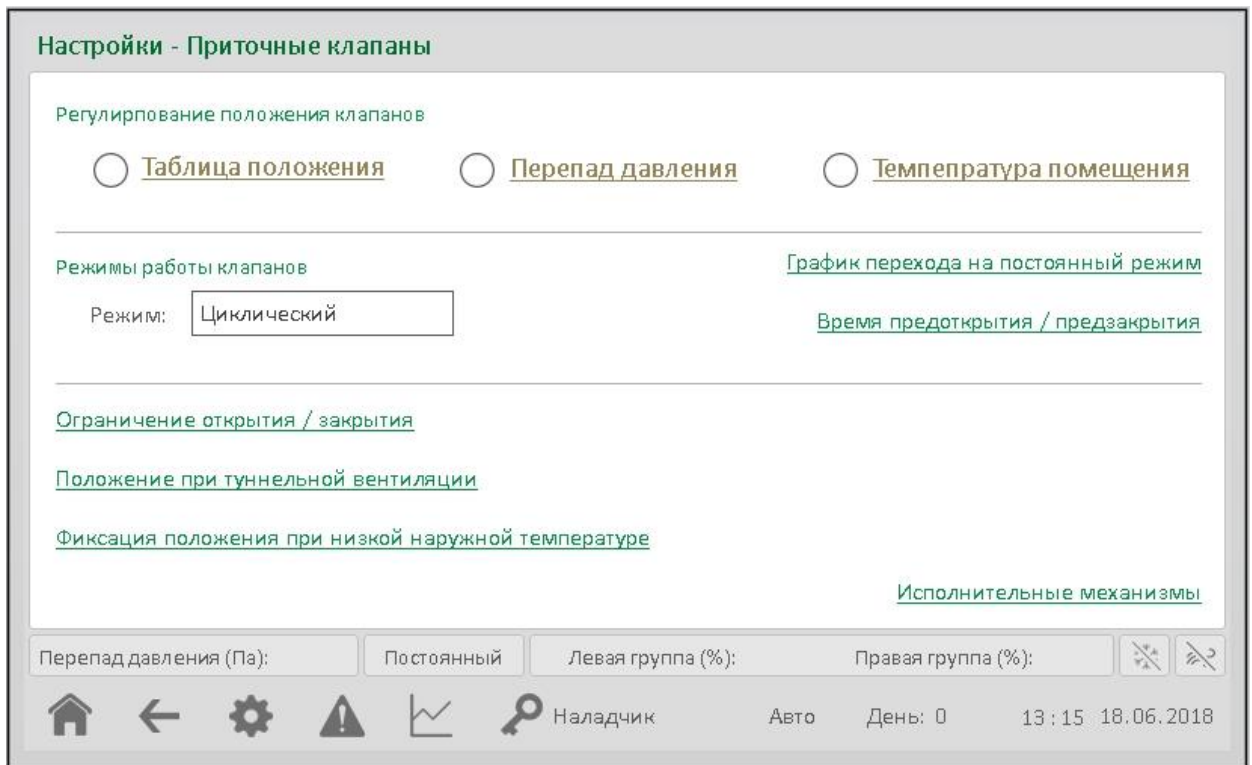 Настройки - Приточные клапаны
Регулирпование положения клапанов
Таблица положения Перепад давления Темпепратура помещения
Режимы работы клапанов График перехода на постоянный режим
Режим: Циклический
Время предоткрытия / предзакрытия
Ограничение открытия / закрытия
Положение при туннельной вентиляции
Фиксация положения при низкой наружной температуре
Исполнительные механизмы
Перепад давления (Па): Постоянный Левая группа (%): Правая группа (%):
Наладчик Авто День: 0 13:15 18.06.2018